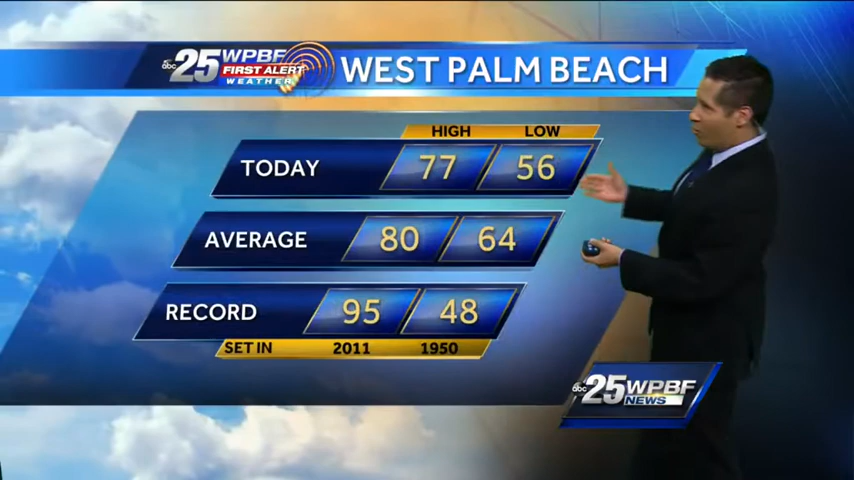 abc 25 WPBF
FIRST ALERT
WEATHER
WEST PALM BEACH
HIGH LOW
TODAY 77 56
AVERAGE 80 64
RECORD 95 48
SET IN 2011 1950
abc 25 WPBF
NEWS